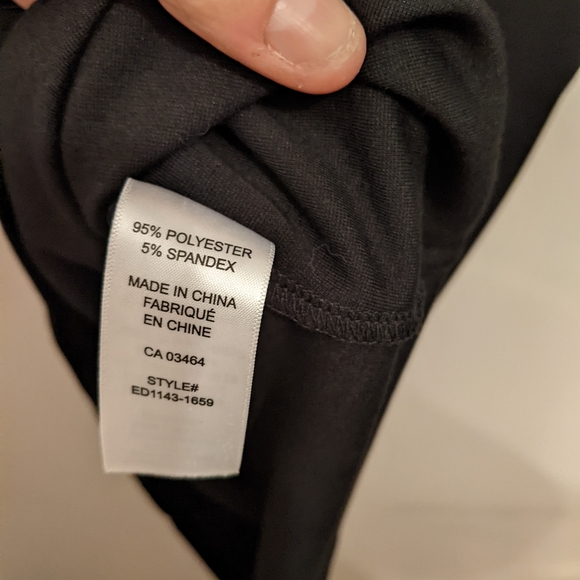 95% POLYESTER
5% SPANDEX
MADE IN CHINA
FABRIQUÉ
EN CHINE
CA 03464
STYLE#
ED1143-1659